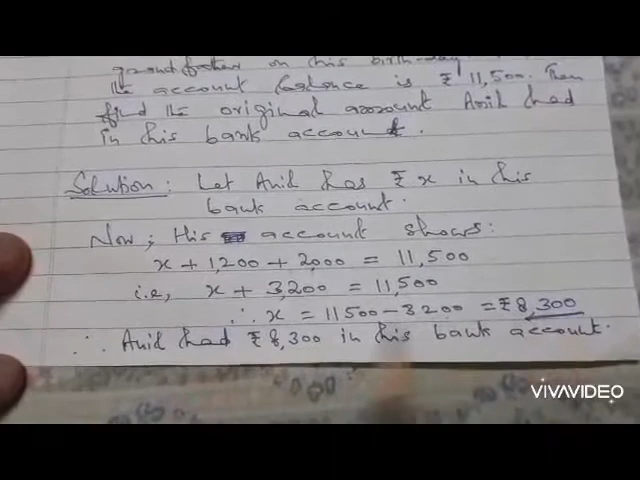 grandfather on his birthday
the account balance is ₹ 11,500. Then
find the original amount Anil had
in his bank account.
Solution: Let Anil has ₹ x in his
bank account.
Now; His account shows:
x + 1,200 + 2,000 = 11,500
i.e, x + 3,200 = 11,500
∴ x = 11500 - 3200 = ₹ 8,300
∴ Anil had ₹ 8,300 in his bank account.
VIVAVIDEO